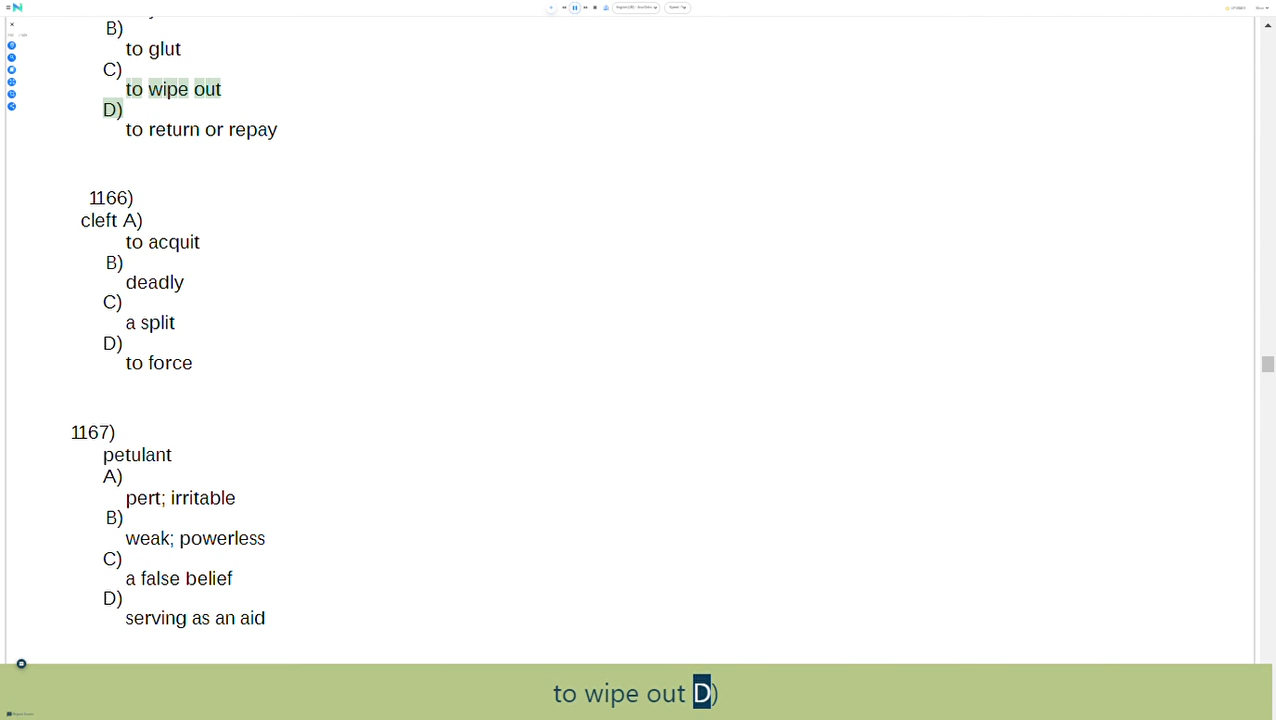 B)
to glut
C)
to wipe out
D)
to return or repay
1166)
cleft A)
to acquit
B)
deadly
C)
a split
D)
to force
1167)
petulant
A)
pert; irritable
B)
weak; powerless
C)
a false belief
D)
serving as an aid
to wipe out D)